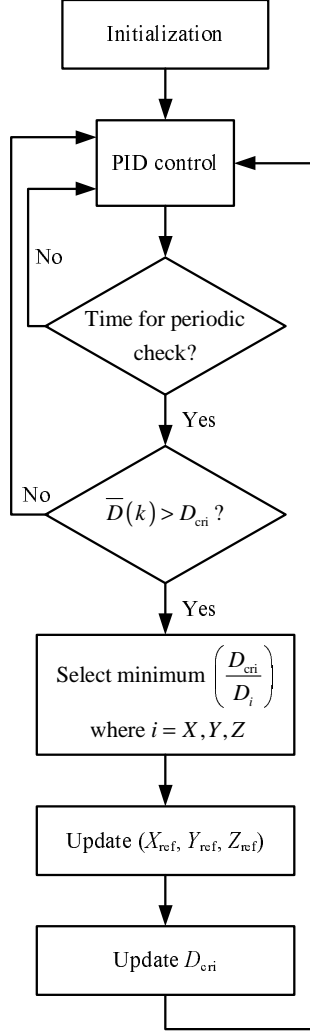 Initialization
PID control
No
Time for periodic
check?
Yes
No
D̅(k) > D_cri ?
Yes
Select minimum (D_cri / D_i)
where i = X, Y, Z
Update (X_ref, Y_ref, Z_ref)
Update D_cri